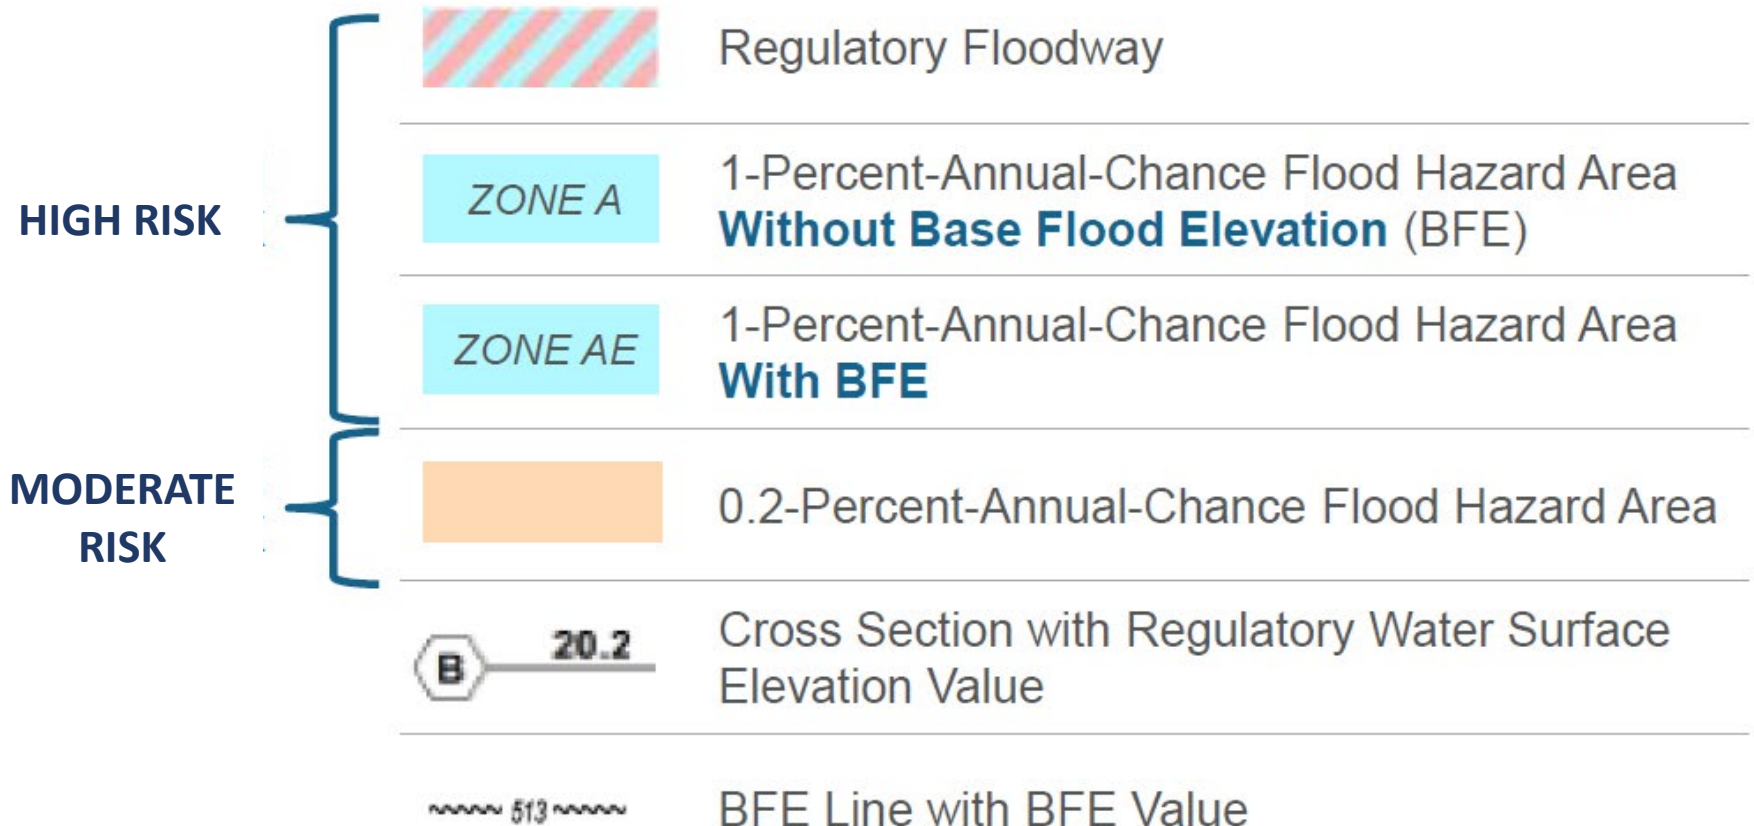 Regulatory Floodway
HIGH RISK
ZONE A
1-Percent-Annual-Chance Flood Hazard Area
Without Base Flood Elevation (BFE)
ZONE AE
1-Percent-Annual-Chance Flood Hazard Area
With BFE
MODERATE
RISK
0.2-Percent-Annual-Chance Flood Hazard Area
B 20.2
Cross Section with Regulatory Water Surface
Elevation Value
513
BFE Line with BFE Value